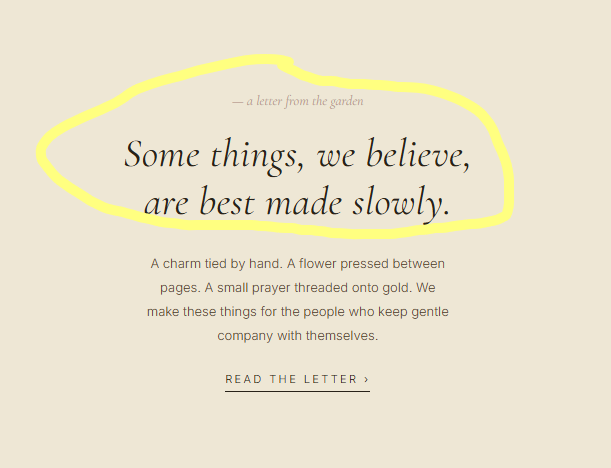 — a letter from the garden
Some things, we believe,
are best made slowly.
A charm tied by hand. A flower pressed between
pages. A small prayer threaded onto gold. We
make these things for the people who keep gentle
company with themselves.
READ THE LETTER ›